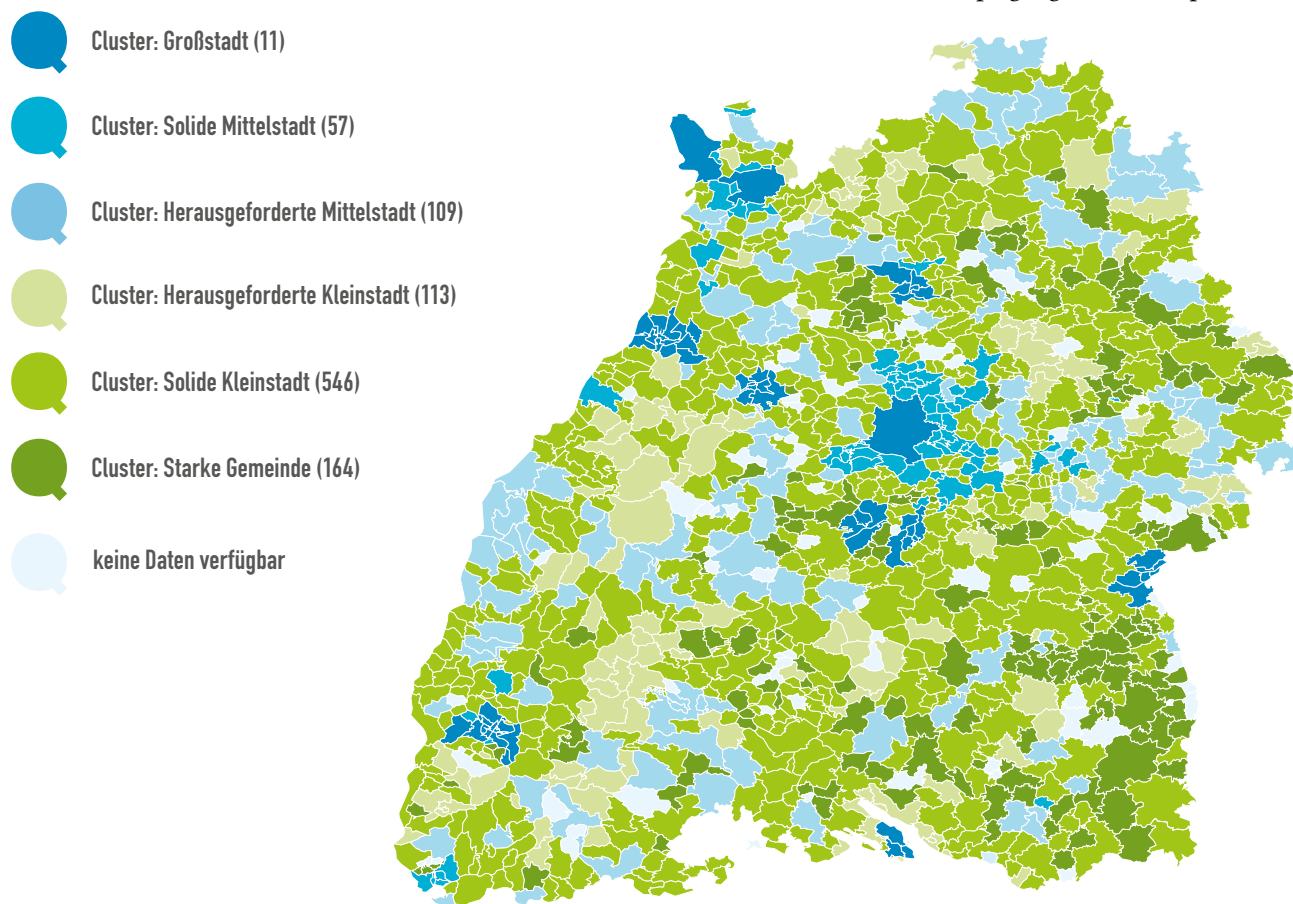 Cluster: Großstadt (11)
Cluster: Solide Mittelstadt (57)
Cluster: Herausgeforderte Mittelstadt (109)
Cluster: Herausgeforderte Kleinstadt (113)
Cluster: Solide Kleinstadt (546)
Cluster: Starke Gemeinde (164)
keine Daten verfügbar